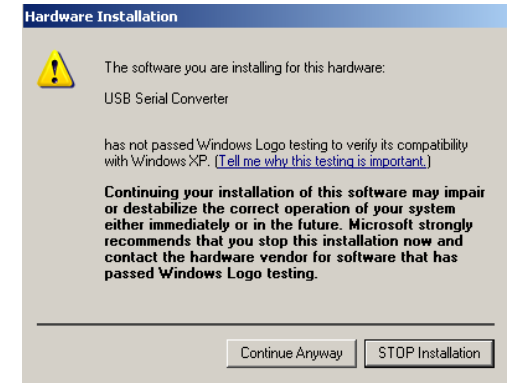 Hardware Installation
The software you are installing for this hardware:
USB Serial Converter
has not passed Windows Logo testing to verify its compatibility
with Windows XP. (Tell me why this testing is important.)
Continuing your installation of this software may impair
or destabilize the correct operation of your system
either immediately or in the future. Microsoft strongly
recommends that you stop this installation now and
contact the hardware vendor for software that has
passed Windows Logo testing.
Continue Anyway STOP Installation